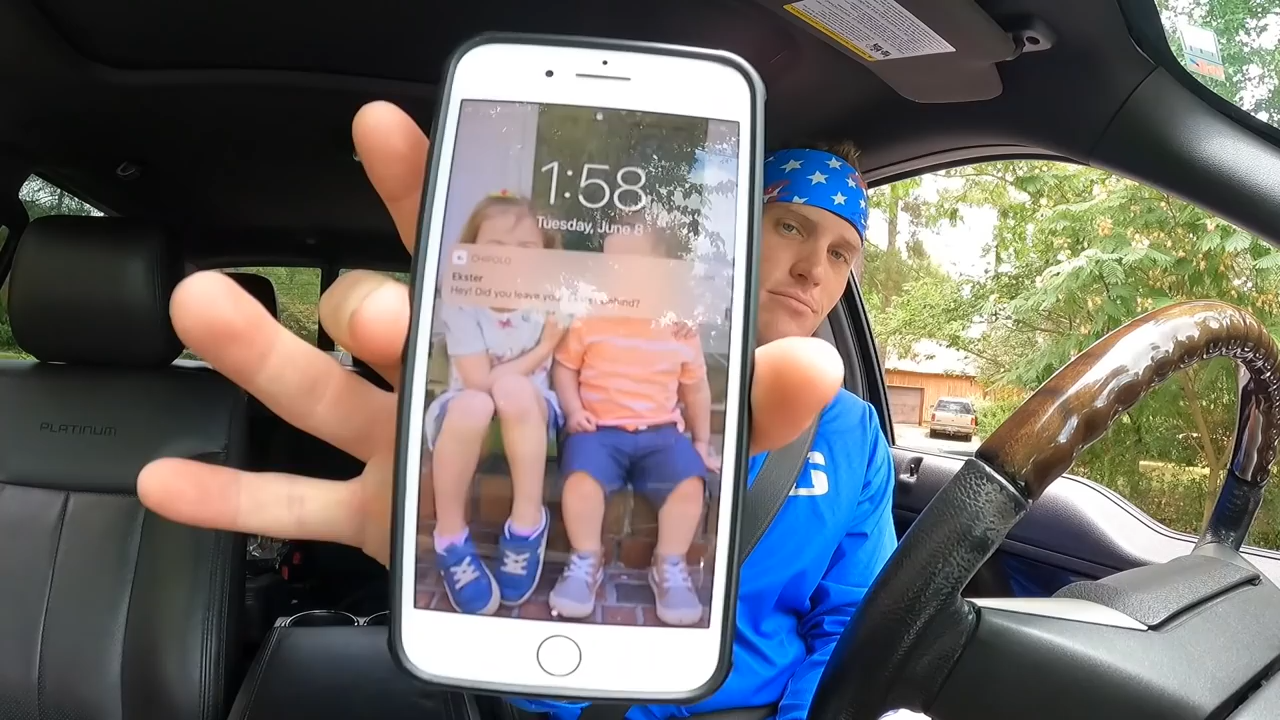 1:58
Tuesday, June 8
CHIPOLO
Ekster
Hey! Did you leave your Ekster behind?
PLATINUM
G